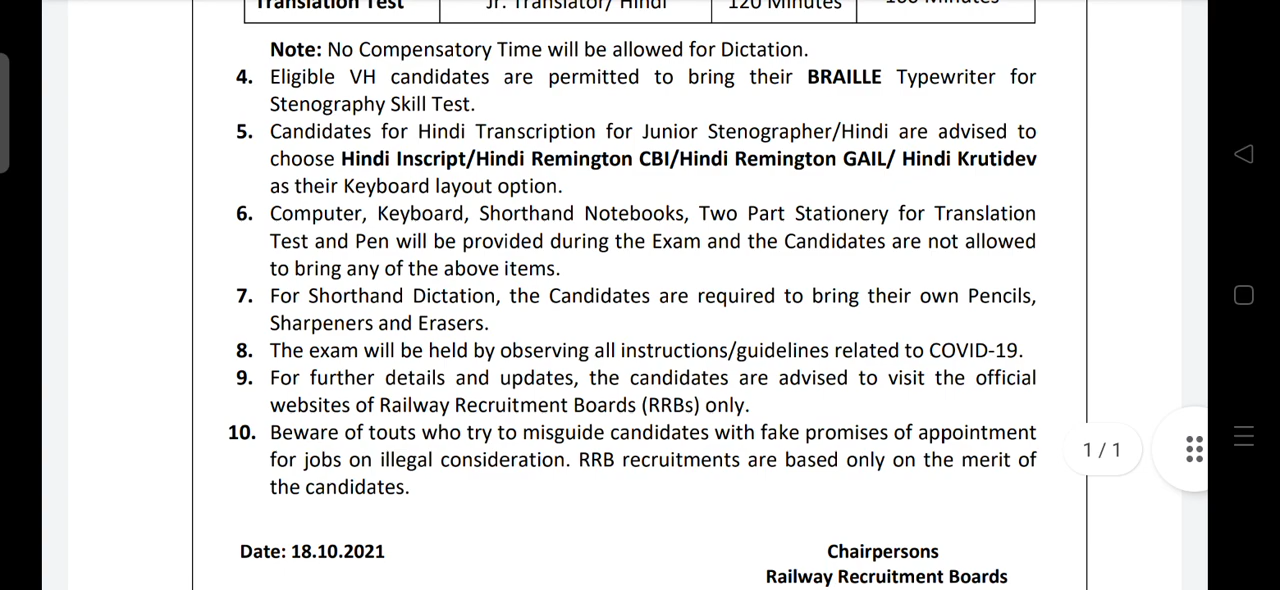 Translation Test Jr. Translator/ Hindi 120 Minutes
Note: No Compensatory Time will be allowed for Dictation.
4. Eligible VH candidates are permitted to bring their BRAILLE Typewriter for
Stenography Skill Test.
5. Candidates for Hindi Transcription for Junior Stenographer/Hindi are advised to
choose Hindi Inscript/Hindi Remington CBI/Hindi Remington GAIL/ Hindi Krutidev
as their Keyboard layout option.
6. Computer, Keyboard, Shorthand Notebooks, Two Part Stationery for Translation
Test and Pen will be provided during the Exam and the Candidates are not allowed
to bring any of the above items.
7. For Shorthand Dictation, the Candidates are required to bring their own Pencils,
Sharpeners and Erasers.
8. The exam will be held by observing all instructions/guidelines related to COVID-19.
9. For further details and updates, the candidates are advised to visit the official
websites of Railway Recruitment Boards (RRBs) only.
10. Beware of touts who try to misguide candidates with fake promises of appointment
for jobs on illegal consideration. RRB recruitments are based only on the merit of
the candidates.
1 / 1
Date: 18.10.2021 Chairpersons
Railway Recruitment Boards